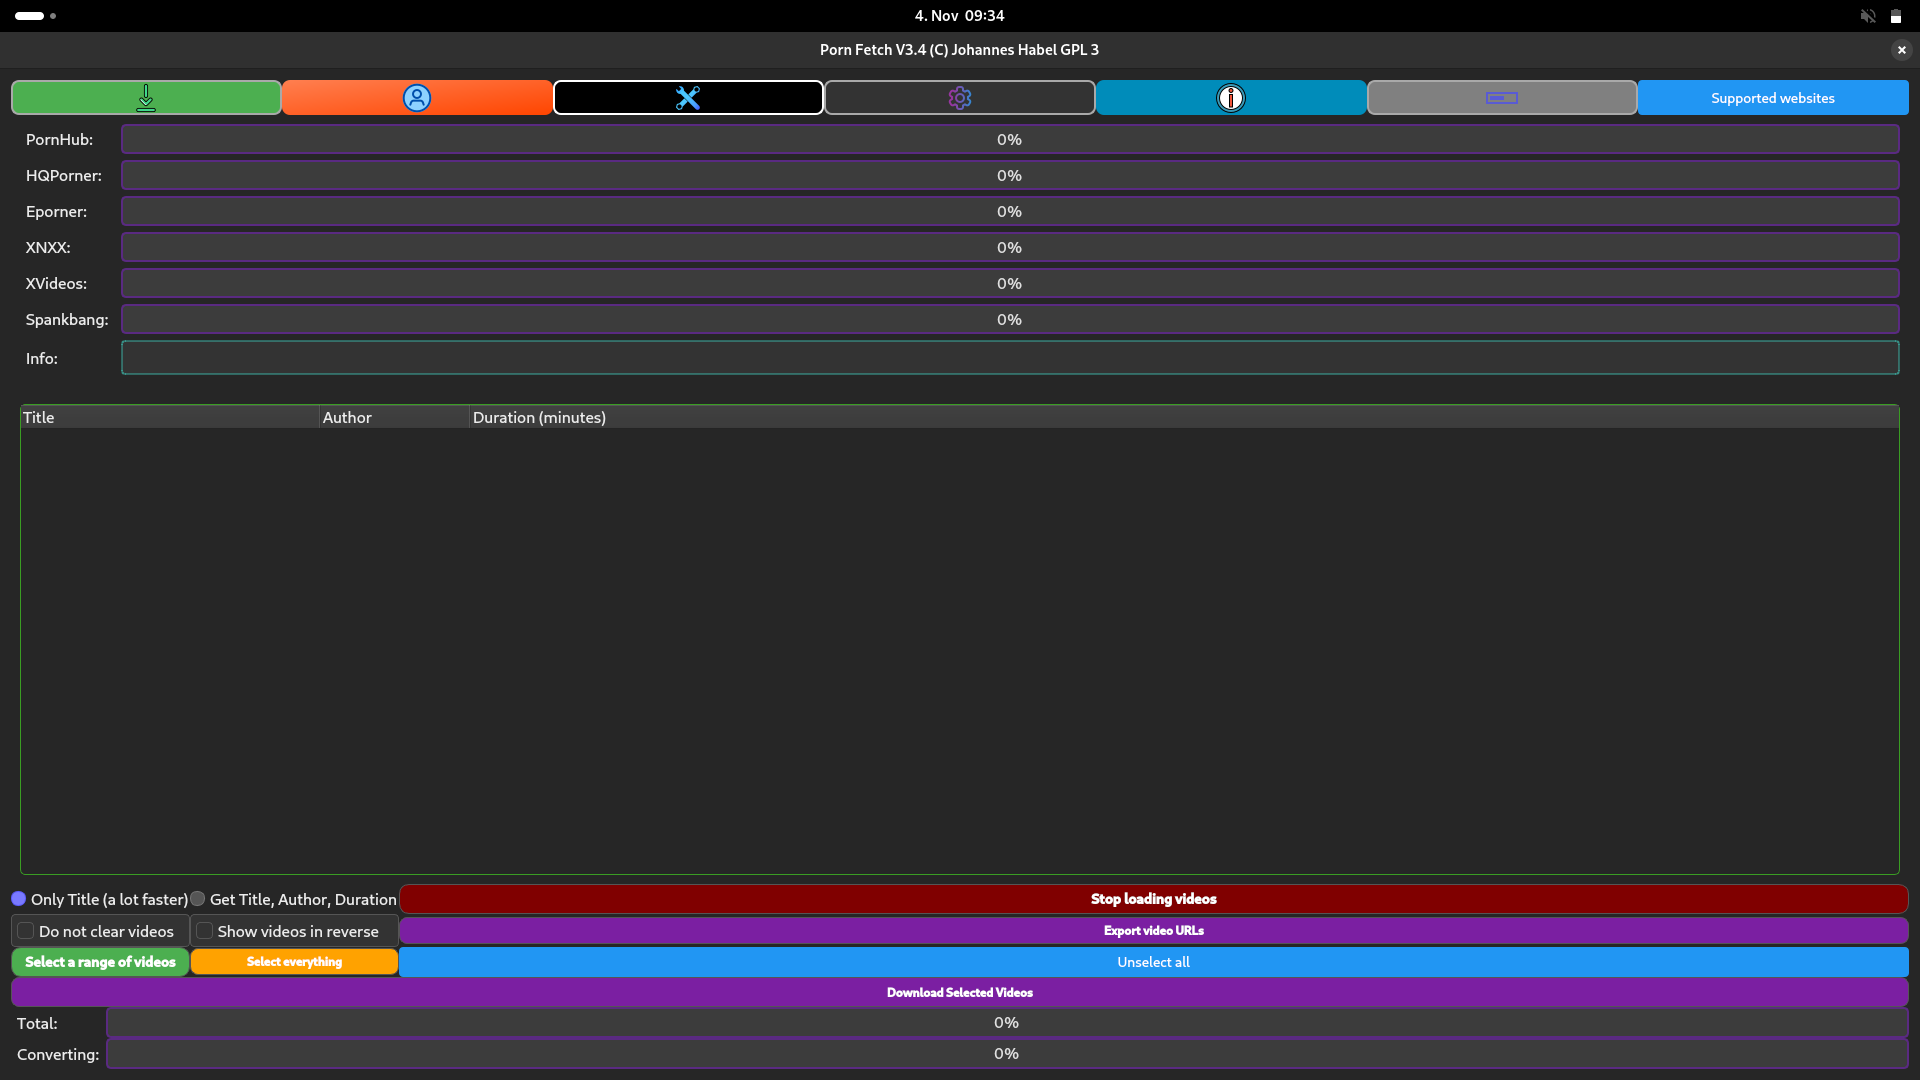 4. Nov 09:34
Porn Fetch V3.4 (C) Johannes Habel GPL 3
Supported websites
PornHub: 0%
HQPorner: 0%
Eporner: 0%
XNXX: 0%
XVideos: 0%
Spankbang: 0%
Info:
Title Author Duration (minutes)
Only Title (a lot faster) Get Title, Author, Duration Stop loading videos
Do not clear videos Show videos in reverse Export video URLs
Select a range of videos Select everything Unselect all
Download Selected Videos
Total: 0%
Converting: 0%